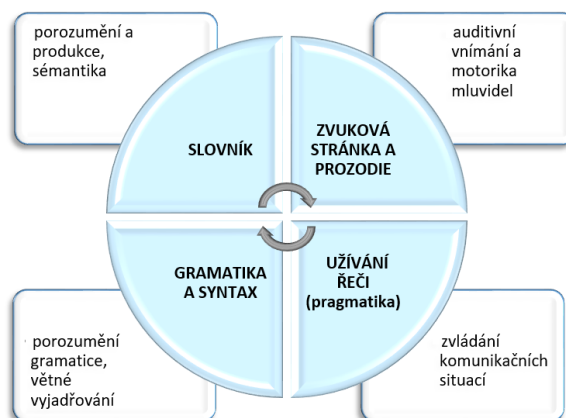 porozumění a
produkce,
sémantika
auditivní
vnímání a
motorika
mluvidel
SLOVNÍK
ZVUKOVÁ
STRÁNKA A
PROZODIE
GRAMATIKA
A SYNTAX
UŽÍVÁNÍ
ŘEČI
(pragmatika)
porozumění
gramatice,
větné
vyjadřování
zvládání
komunikačních
situací